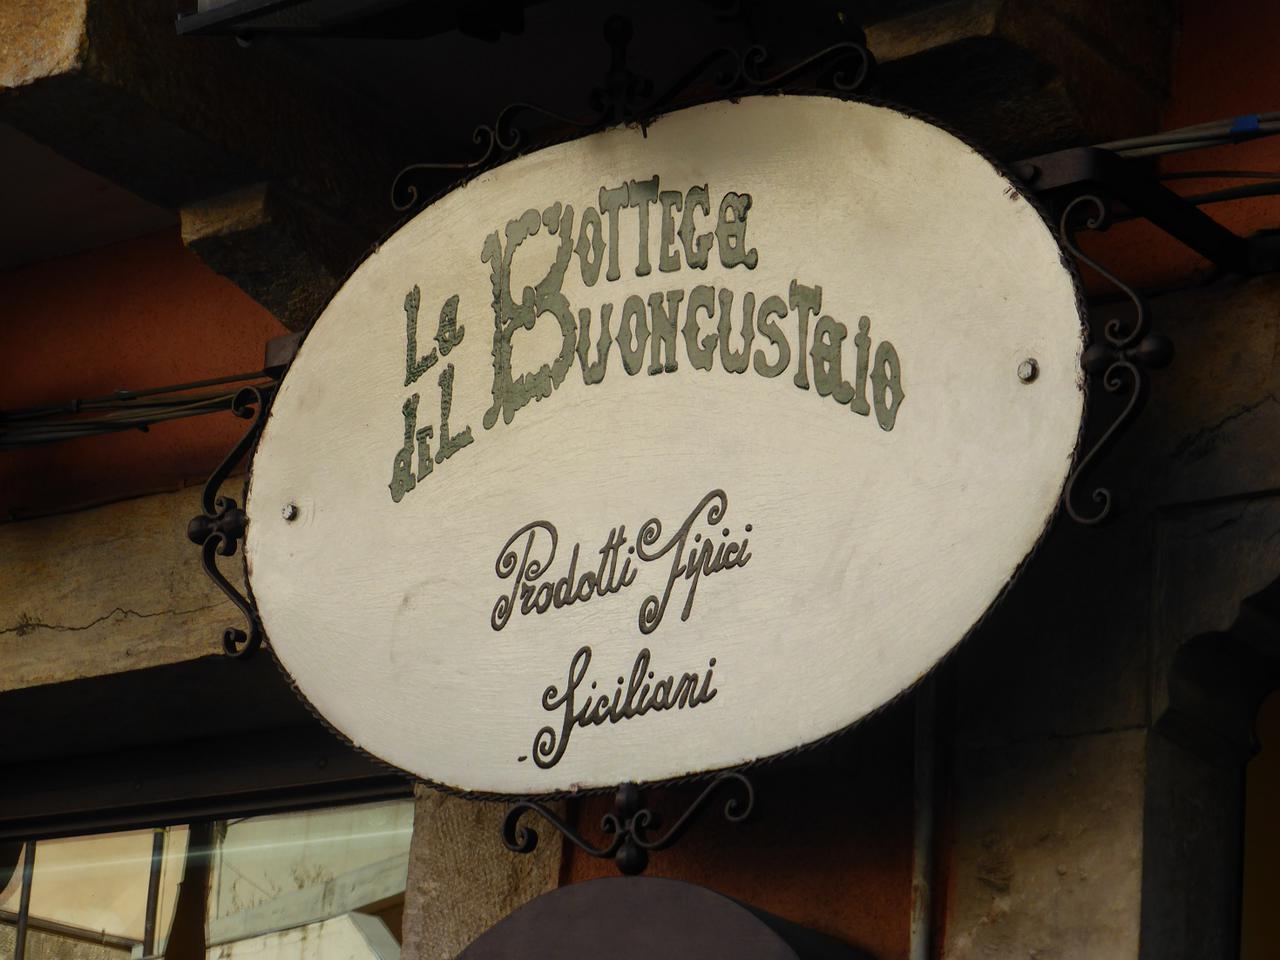 La Bottega
del Buongustaio
Prodotti Tipici
Siciliani